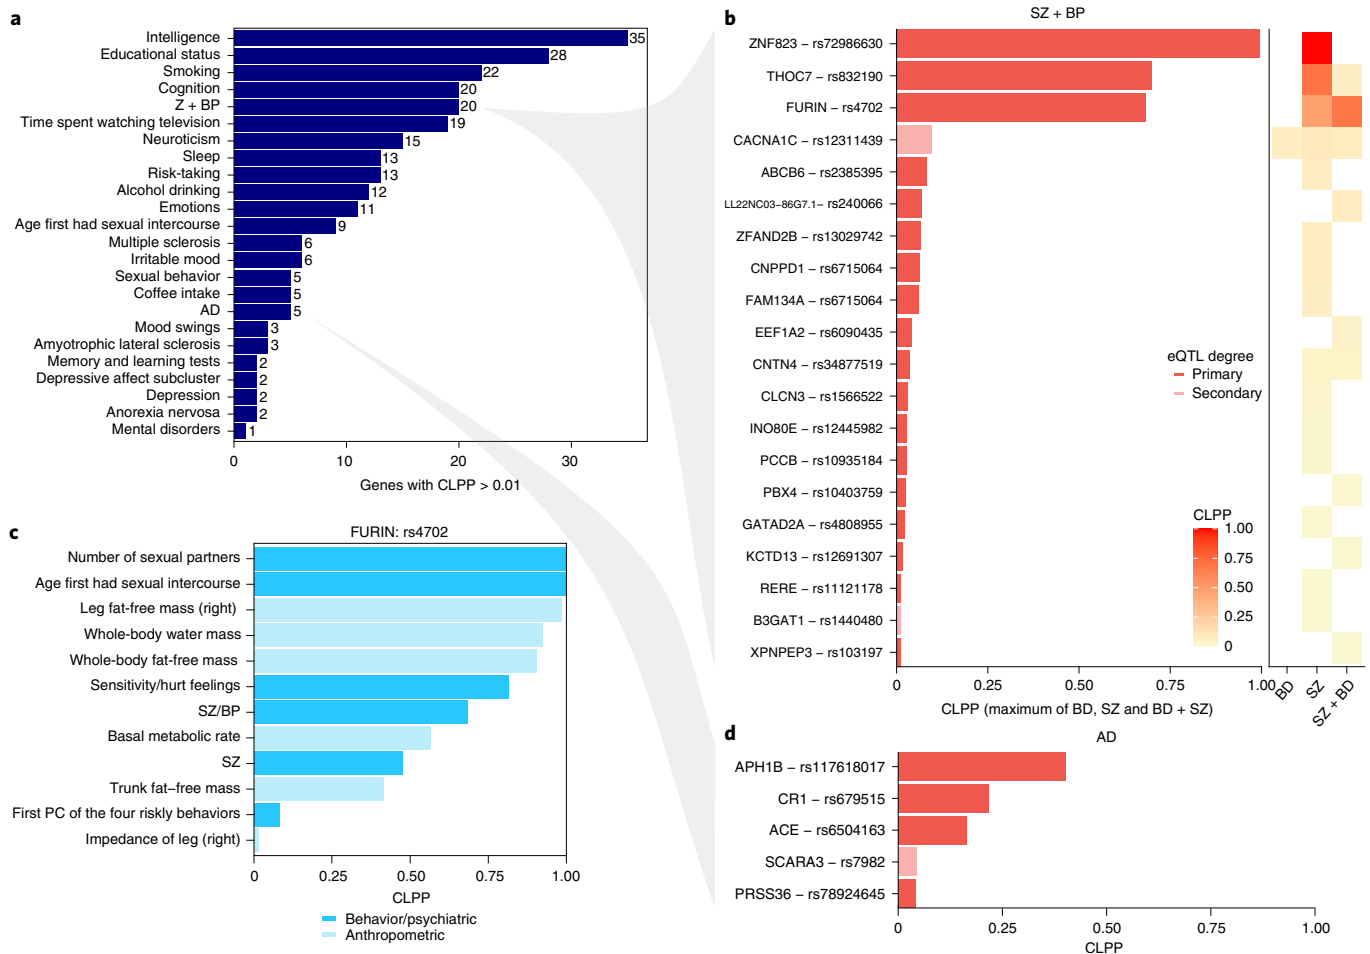 a
Intelligence 35
Educational status 28
Smoking 22
Cognition 20
Z + BP 20
Time spent watching television 19
Neuroticism 15
Sleep 13
Risk-taking 13
Alcohol drinking 12
Emotions 11
Age first had sexual intercourse 9
Multiple sclerosis 6
Irritable mood 6
Sexual behavior 5
Coffee intake 5
AD 5
Mood swings 3
Amyotrophic lateral sclerosis 3
Memory and learning tests 2
Depressive affect subcluster 2
Depression 2
Anorexia nervosa 2
Mental disorders 1
0 10 20 30
Genes with CLPP > 0.01
b
SZ + BP
ZNF823 – rs72986630
THOC7 – rs832190
FURIN – rs4702
CACNA1C – rs12311439
ABCB6 – rs2385395
LL22NC03–86G7.1– rs240066
ZFAND2B – rs13029742
CNPPD1 – rs6715064
FAM134A – rs6715064
EEF1A2 – rs6090435
CNTN4 – rs34877519
CLCN3 – rs1566522
INO80E – rs12445982
PCCB – rs10935184
PBX4 – rs10403759
GATAD2A – rs4808955
KCTD13 – rs12691307
RERE – rs11121178
B3GAT1 – rs1440480
XPNPEP3 – rs103197
eQTL degree
Primary
Secondary
CLPP
1.00
0.75
0.50
0.25
0
0 0.25 0.50 0.75 1.00
BD SZ SZ + BD
CLPP (maximum of BD, SZ and BD + SZ)
c
FURIN: rs4702
Number of sexual partners
Age first had sexual intercourse
Leg fat-free mass (right)
Whole-body water mass
Whole-body fat-free mass
Sensitivity/hurt feelings
SZ/BP
Basal metabolic rate
SZ
Trunk fat–free mass
First PC of the four riskly behaviors
Impedance of leg (right)
0 0.25 0.50 0.75 1.00
CLPP
Behavior/psychiatric
Anthropometric
d
AD
APH1B – rs117618017
CR1 – rs679515
ACE – rs6504163
SCARA3 – rs7982
PRSS36 – rs78924645
0 0.25 0.50 0.75 1.00
CLPP